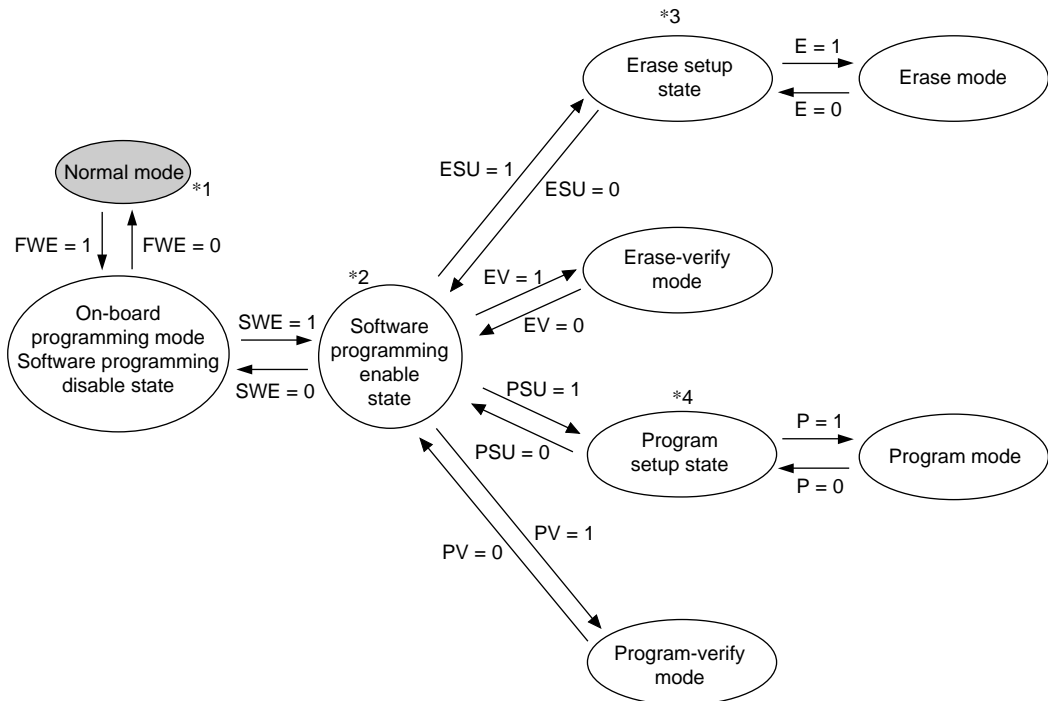 *3
Erase setup
state
E = 1
E = 0
Erase mode
Normal mode
*1
FWE = 1
FWE = 0
ESU = 1
ESU = 0
Erase-verify
mode
EV = 1
EV = 0
*2
On-board
programming mode
Software programming
disable state
SWE = 1
SWE = 0
Software
programming
enable
state
PSU = 1
PSU = 0
*4
Program
setup state
P = 1
P = 0
Program mode
PV = 1
PV = 0
Program-verify
mode